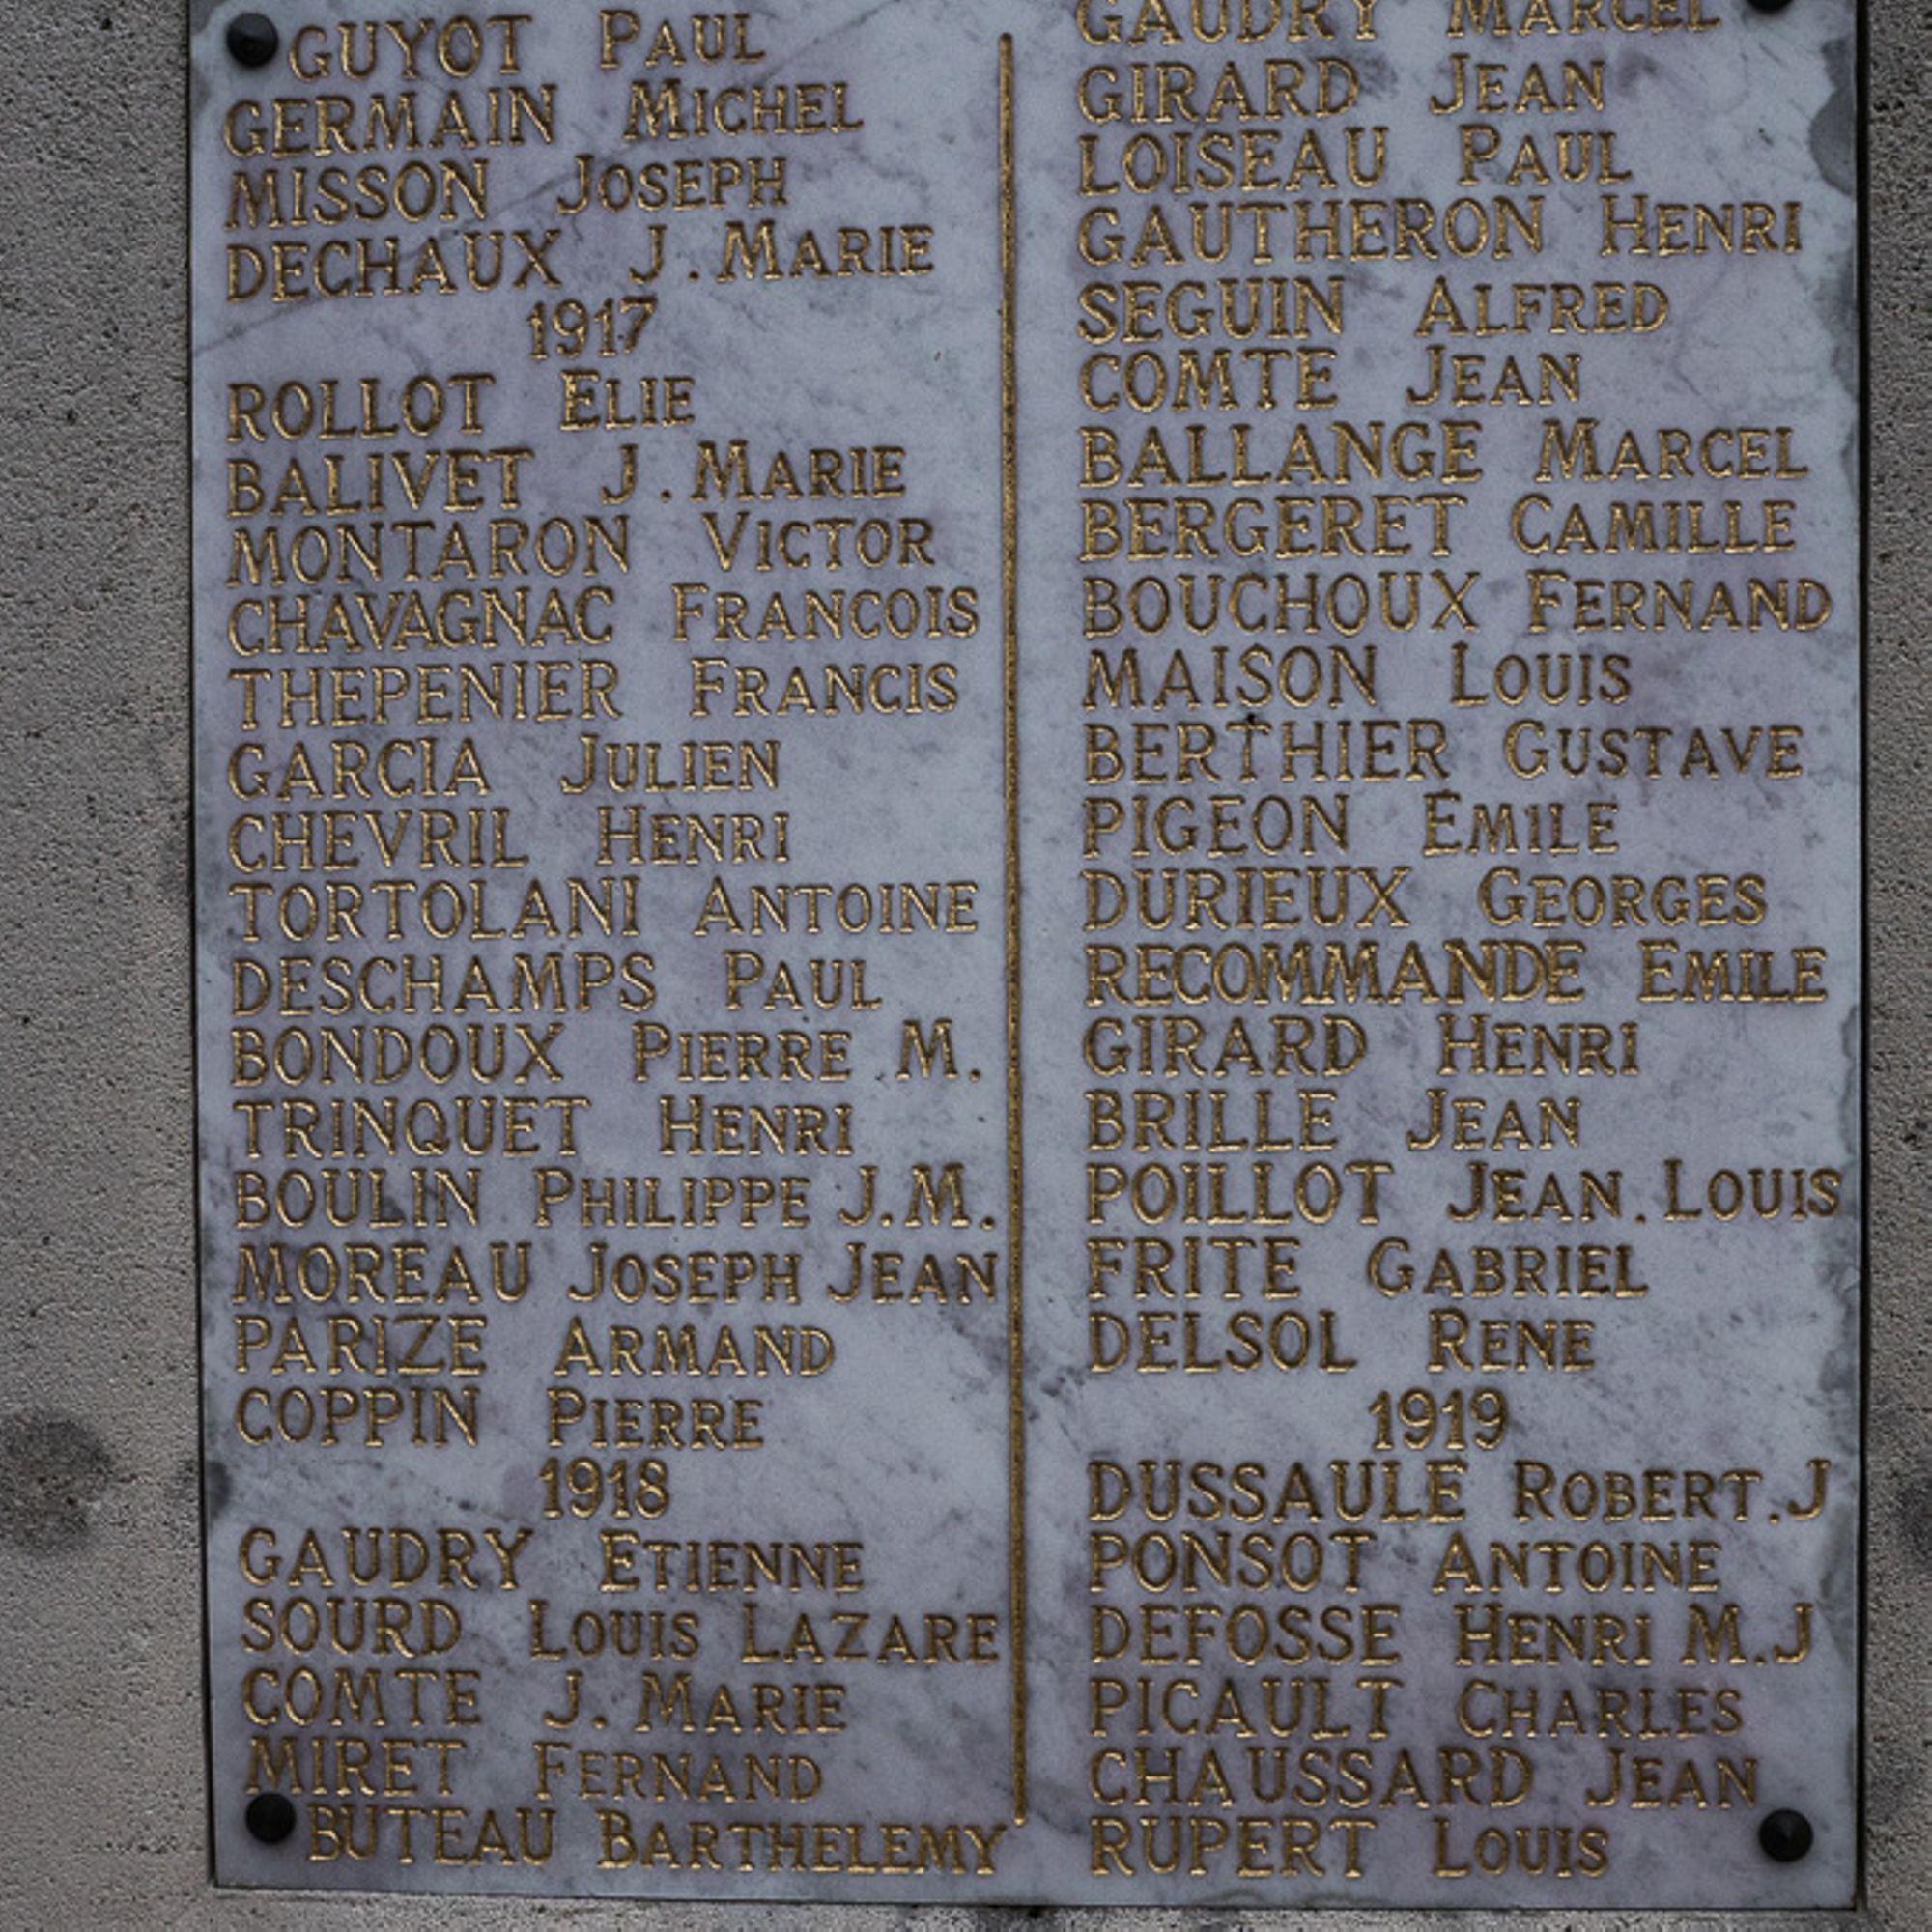 GUYOT PAUL
GERMAIN MICHEL
MISSON JOSEPH
DECHAUX J.MARIE
1917
ROLLOT ELIE
BALIVET J.MARIE
MONTARON VICTOR
CHAVAGNAC FRANCOIS
THEPENIER FRANCIS
GARCIA JULIEN
CHEVRIL HENRI
TORTOLANI ANTOINE
DESCHAMPS PAUL
BONDOUX PIERRE M.
TRINQUET HENRI
BOULIN PHILIPPE J.M.
MOREAU JOSEPH JEAN
PARIZE ARMAND
COPPIN PIERRE
1918
GAUDRY ETIENNE
SOURD LOUIS LAZARE
COMTE J.MARIE
MIRET FERNAND
BUTEAU BARTHELEMY
GAUDRY MARCEL
GIRARD JEAN
LOISEAU PAUL
GAUTHERON HENRI
SEGUIN ALFRED
COMTE JEAN
BALLANGE MARCEL
BERGERET CAMILLE
BOUCHOUX FERNAND
MAISON LOUIS
BERTHIER GUSTAVE
PIGEON EMILE
DURIEUX GEORGES
RECOMMANDE EMILE
GIRARD HENRI
BRILLE JEAN
POILLOT JEAN.LOUIS
FRITE GABRIEL
DELSOL RENE
1919
DUSSAULE ROBERT.J
PONSOT ANTOINE
DEFOSSE HENRI M.J
PICAULT CHARLES
CHAUSSARD JEAN
RUPERT LOUIS